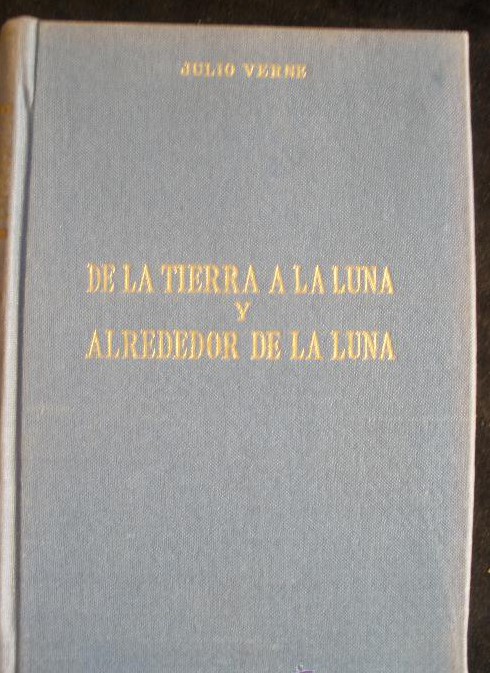 JULIO VERNE
DE LA TIERRA A LA LUNA
Y
ALREDEDOR DE LA LUNA